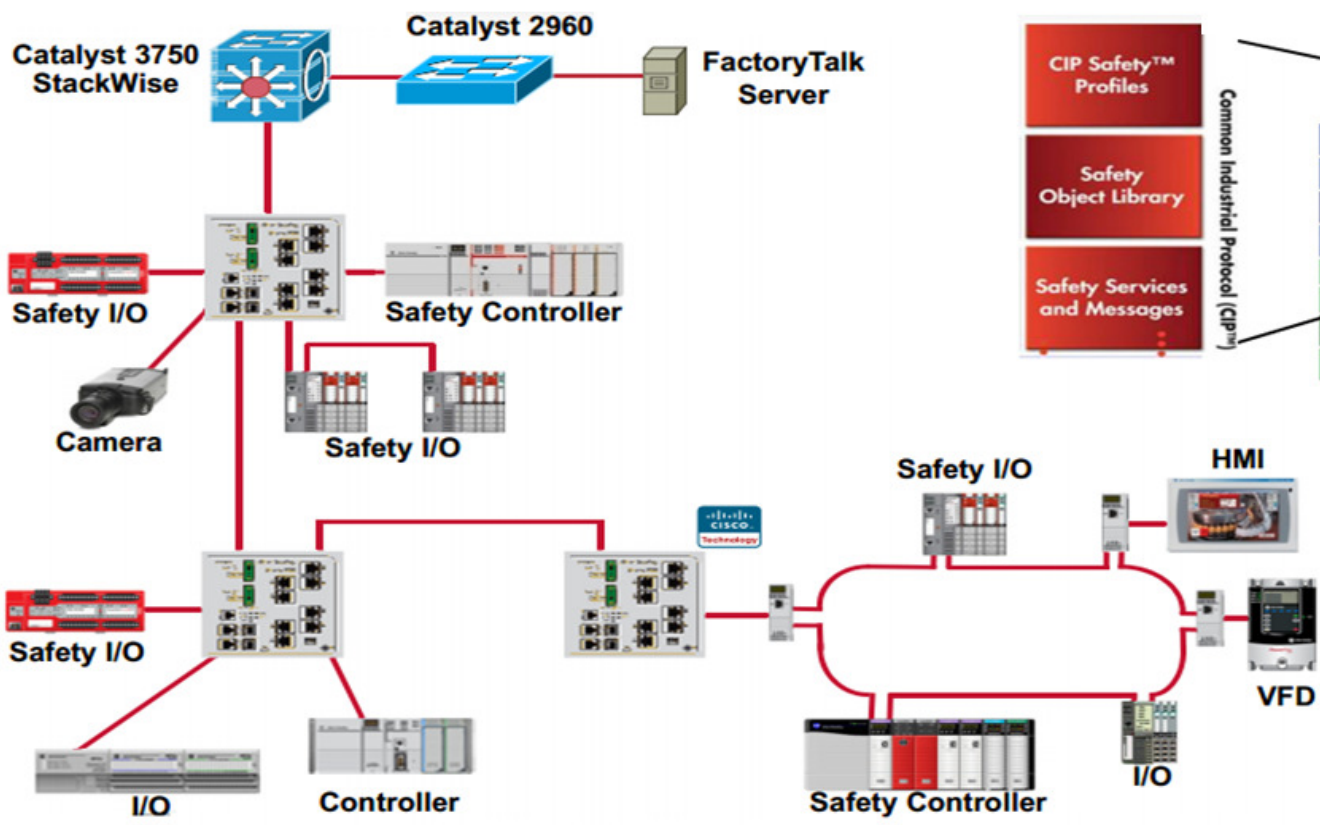 Catalyst 3750
StackWise
Catalyst 2960
FactoryTalk
Server
CIP Safety™
Profiles
Safety
Object Library
Safety Services
and Messages
Common Industrial Protocol (CIP™)
Safety I/O
Safety Controller
Camera
Safety I/O
Safety I/O
HMI
CISCO
Technology
Safety I/O
VFD
I/O
Controller
Safety Controller
I/O